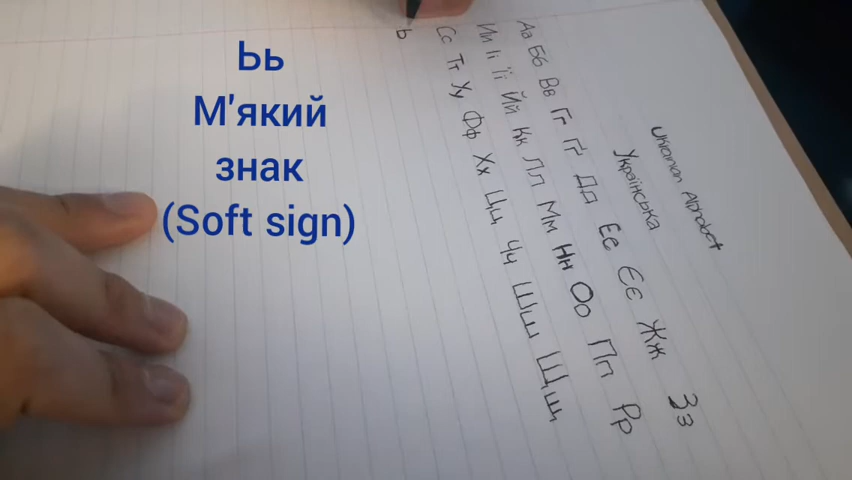 Ьь
М'який
знак
(Soft sign)
Ukrainian Alphabet
Українська
Аа Бб Вв Гг Ґґ Дд Ее Єє Жж Зз
Ии Іі Її Йй Кк Лл Мм Нн Оо Пп Рр
Сс Тт Уу Фф Хх Цц Чч Шш Щщ
Ь